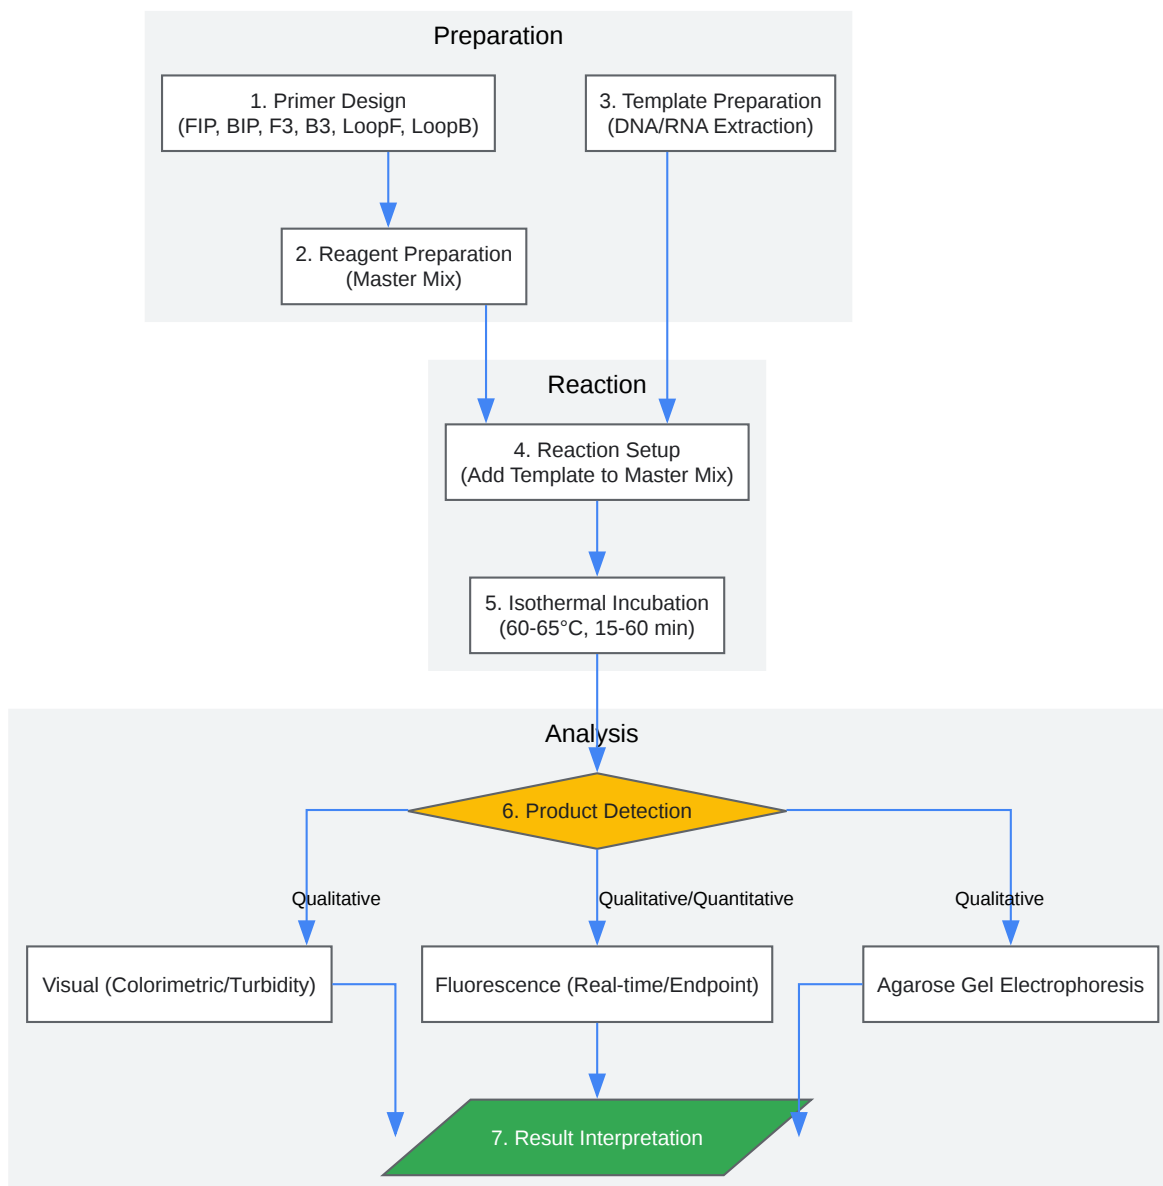 Preparation
1. Primer Design
(FIP, BIP, F3, B3, LoopF, LoopB)
3. Template Preparation
(DNA/RNA Extraction)
2. Reagent Preparation
(Master Mix)
Reaction
4. Reaction Setup
(Add Template to Master Mix)
5. Isothermal Incubation
(60-65°C, 15-60 min)
Analysis
6. Product Detection
Qualitative
Qualitative/Quantitative
Qualitative
Visual (Colorimetric/Turbidity)
Fluorescence (Real-time/Endpoint)
Agarose Gel Electrophoresis
7. Result Interpretation